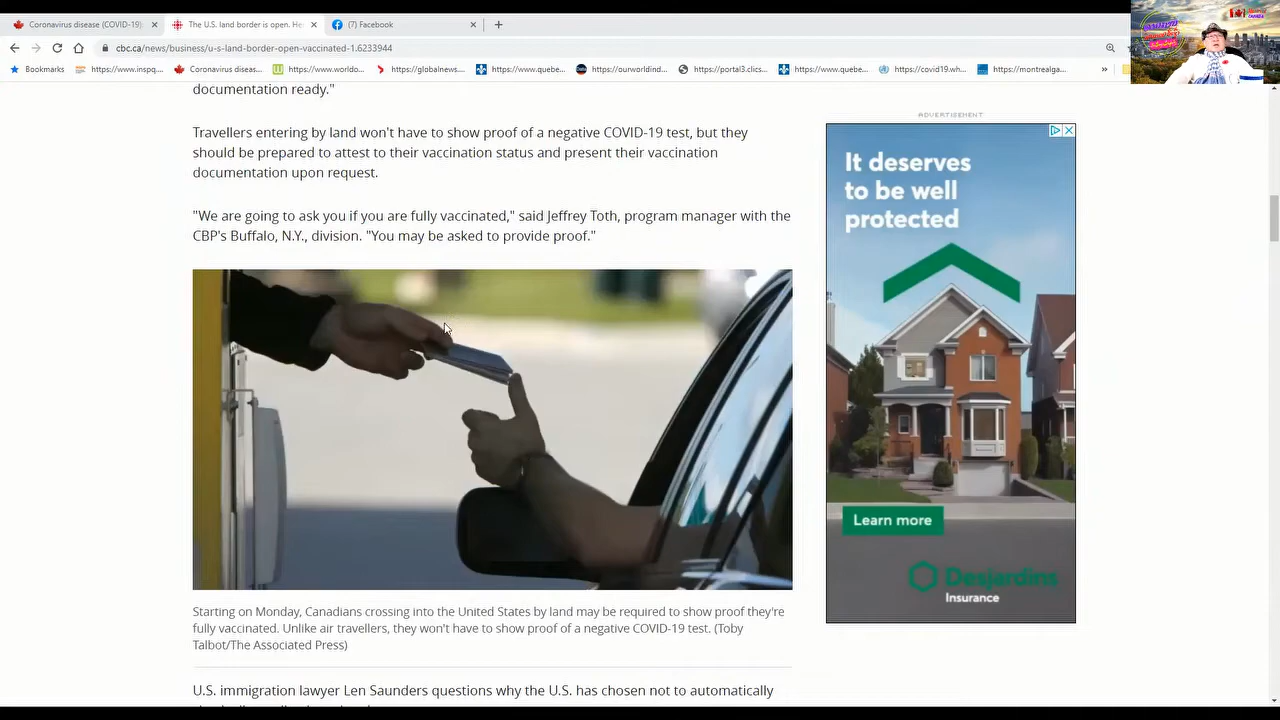 Coronavirus disease (COVID-19):
The U.S. land border is open. He
(7) Facebook
cbc.ca/news/business/u-s-land-border-open-vaccinated-1.6233944
Bookmarks
https://www.inspq....
Coronavirus diseas...
https://www.worldo...
https://globalnews....
https://www.quebe...
https://ourworldind...
https://portal3.clics...
https://www.quebe...
https://covid19.wh...
https://montrealga...
documentation ready."
ADVERTISEMENT
Travellers entering by land won't have to show proof of a negative COVID-19 test, but they
should be prepared to attest to their vaccination status and present their vaccination
documentation upon request.
"We are going to ask you if you are fully vaccinated," said Jeffrey Toth, program manager with the
CBP's Buffalo, N.Y., division. "You may be asked to provide proof."
It deserves
to be well
protected
Learn more
Desjardins
Insurance
Starting on Monday, Canadians crossing into the United States by land may be required to show proof they're
fully vaccinated. Unlike air travellers, they won't have to show proof of a negative COVID-19 test. (Toby
Talbot/The Associated Press)
U.S. immigration lawyer Len Saunders questions why the U.S. has chosen not to automatically